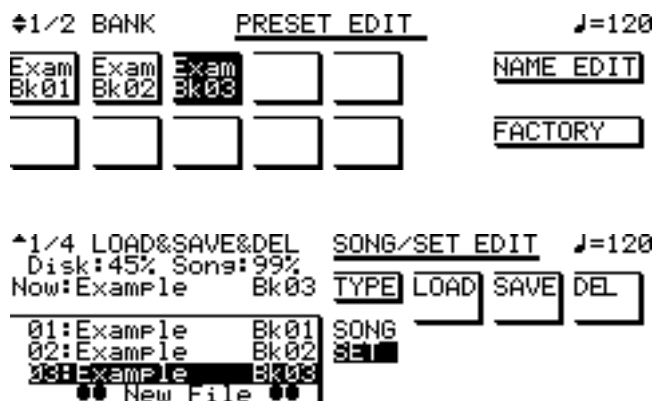 1/2 BANK PRESET EDIT ♩=120
Exam Bk01 Exam Bk02 Exam Bk03 NAME EDIT
FACTORY
1/4 LOAD&SAVE&DEL SONG/SET EDIT ♩=120
Disk:45% Song:99%
Now:Example Bk03 TYPE LOAD SAVE DEL
01:Example Bk01 SONG
02:Example Bk02 SET
03:Example Bk03
●● New File ●●